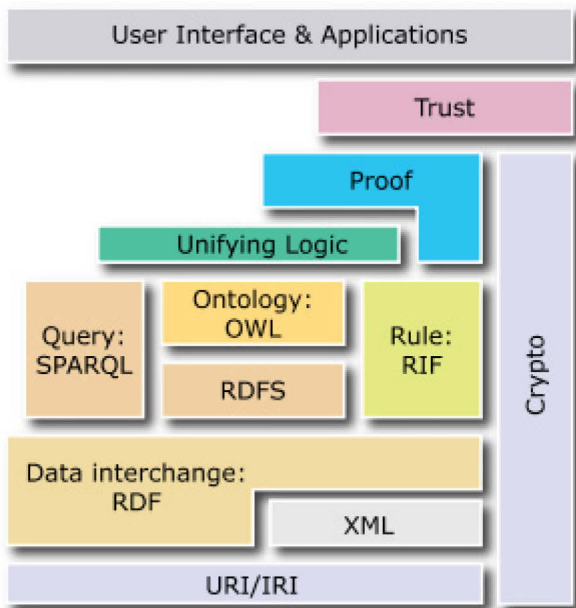 User Interface & Applications
Trust
Proof
Unifying Logic
Ontology:
OWL
Query:
SPARQL
Rule:
RIF
RDFS
Crypto
Data interchange:
RDF
XML
URI/IRI